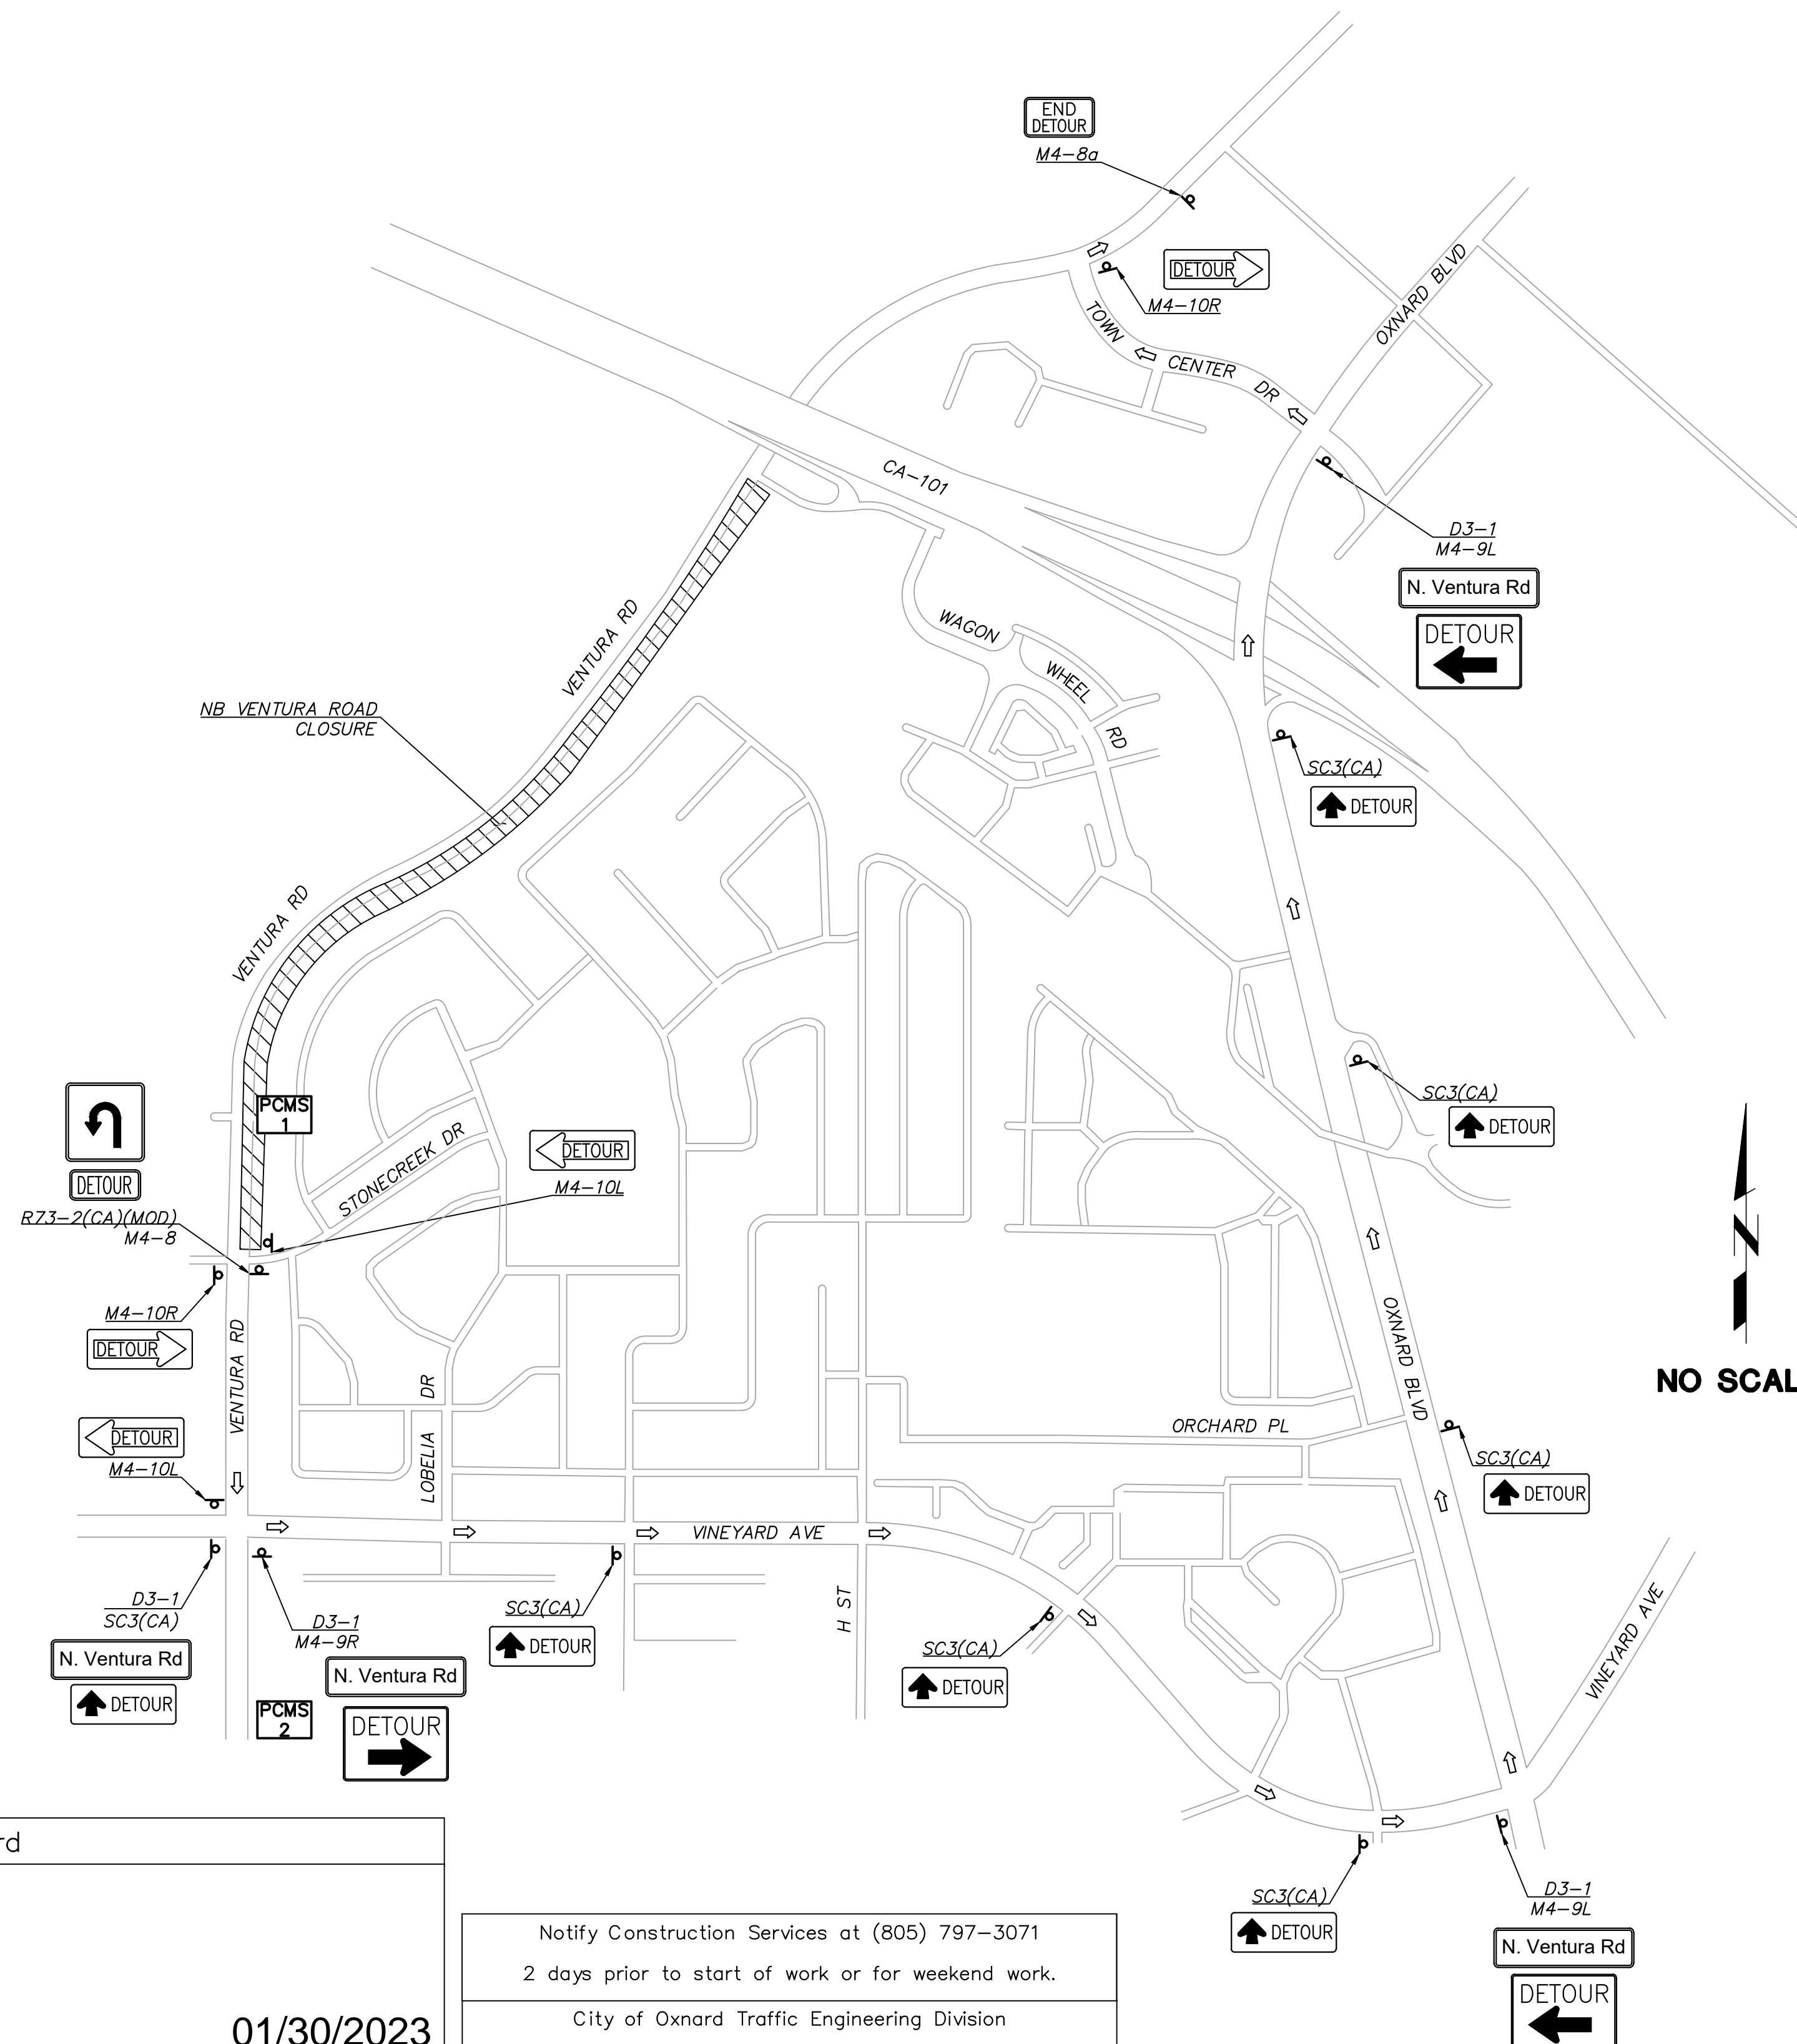 END
DETOUR
M4-8a
DETOUR
M4-10R
OXNARD BLVD
TOWN
CENTER
DR
CA-101
D3-1
M4-9L
N. Ventura Rd
DETOUR
VENTURA RD
WAGON
WHEEL
RD
NB VENTURA ROAD
CLOSURE
SC3(CA)
DETOUR
VENTURA RD
PCMS
1
STONECREEK DR
DETOUR
M4-10L
DETOUR
R73-2(CA)(MOD)
M4-8
SC3(CA)
DETOUR
M4-10R
DETOUR
VENTURA RD
OXNARD BLVD
NO SCAL
DETOUR
M4-10L
LOBELIA
DR
ORCHARD PL
SC3(CA)
DETOUR
VINEYARD AVE
D3-1
SC3(CA)
N. Ventura Rd
DETOUR
D3-1
M4-9R
N. Ventura Rd
DETOUR
PCMS
2
SC3(CA)
DETOUR
H ST
SC3(CA)
DETOUR
VINEYARD AVE
SC3(CA)
DETOUR
D3-1
M4-9L
N. Ventura Rd
DETOUR
rd
01/30/2023
Notify Construction Services at (805) 797-3071
2 days prior to start of work or for weekend work.
City of Oxnard Traffic Engineering Division